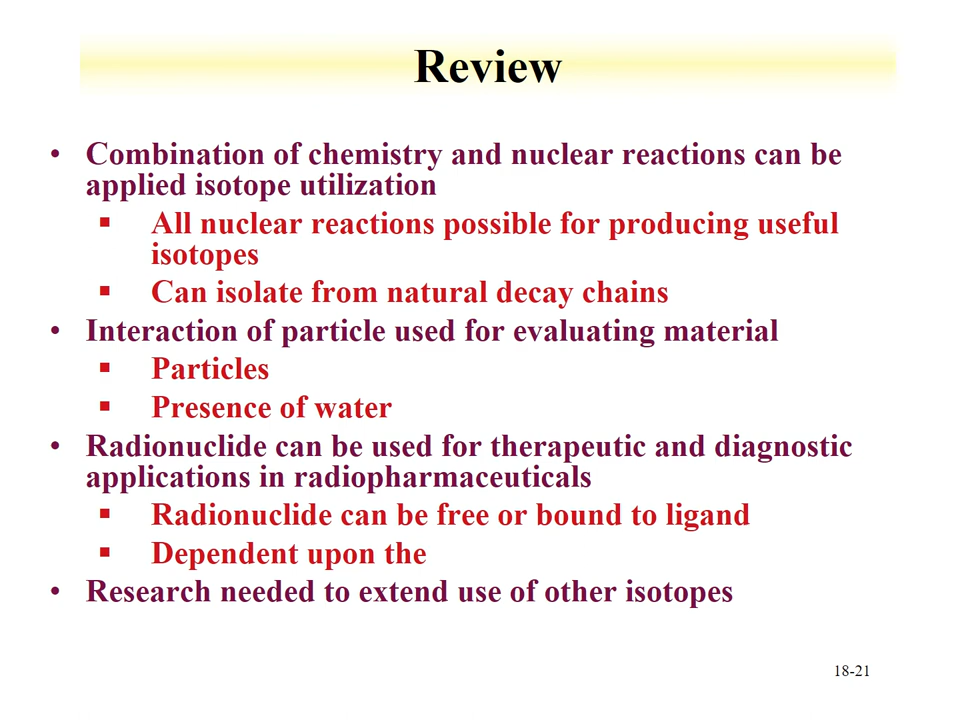 Review
• Combination of chemistry and nuclear reactions can be
applied isotope utilization
▪ All nuclear reactions possible for producing useful
isotopes
▪ Can isolate from natural decay chains
• Interaction of particle used for evaluating material
▪ Particles
▪ Presence of water
• Radionuclide can be used for therapeutic and diagnostic
applications in radiopharmaceuticals
▪ Radionuclide can be free or bound to ligand
▪ Dependent upon the
• Research needed to extend use of other isotopes
18-21